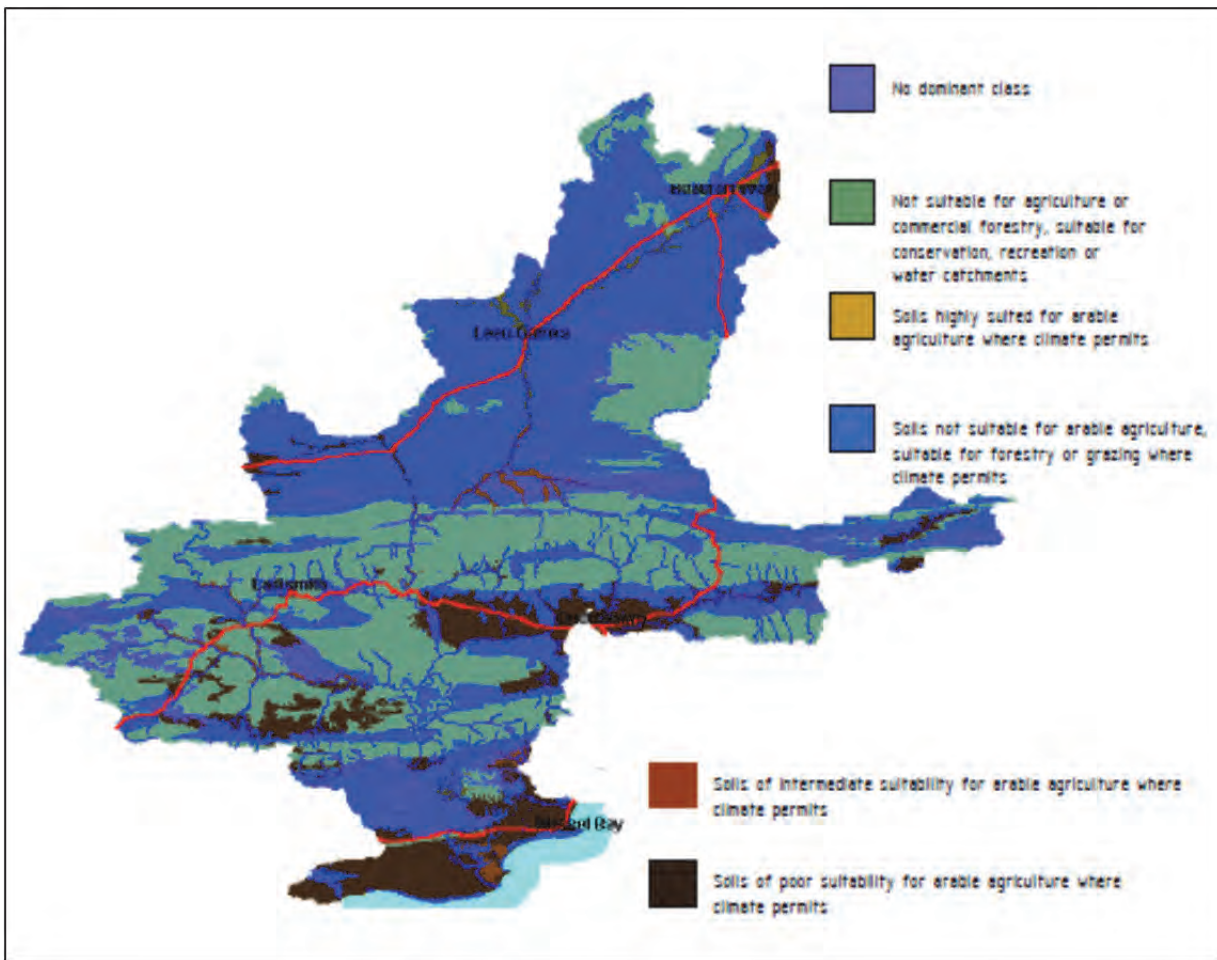 No dominant class
Not suitable for agriculture or
commercial forestry, suitable for
conservation, recreation or
water catchments
Soils highly suited for arable
agriculture where climate permits
Soils not suitable for arable agriculture,
suitable for forestry or grazing where
climate permits
Ladismith
Mossel Bay
Soils of intermediate suitability for arable agriculture where
climate permits
Soils of poor suitability for arable agriculture where
climate permits